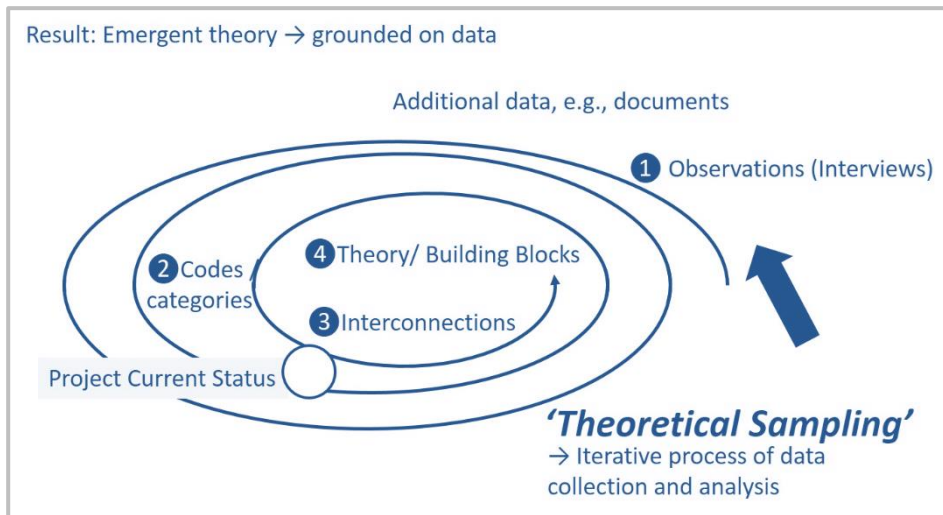 Result: Emergent theory → grounded on data
Additional data, e.g., documents
1 Observations (Interviews)
4 Theory/ Building Blocks
2 Codes /
categories
3 Interconnections
Project Current Status
‘Theoretical Sampling’
→ Iterative process of data
collection and analysis